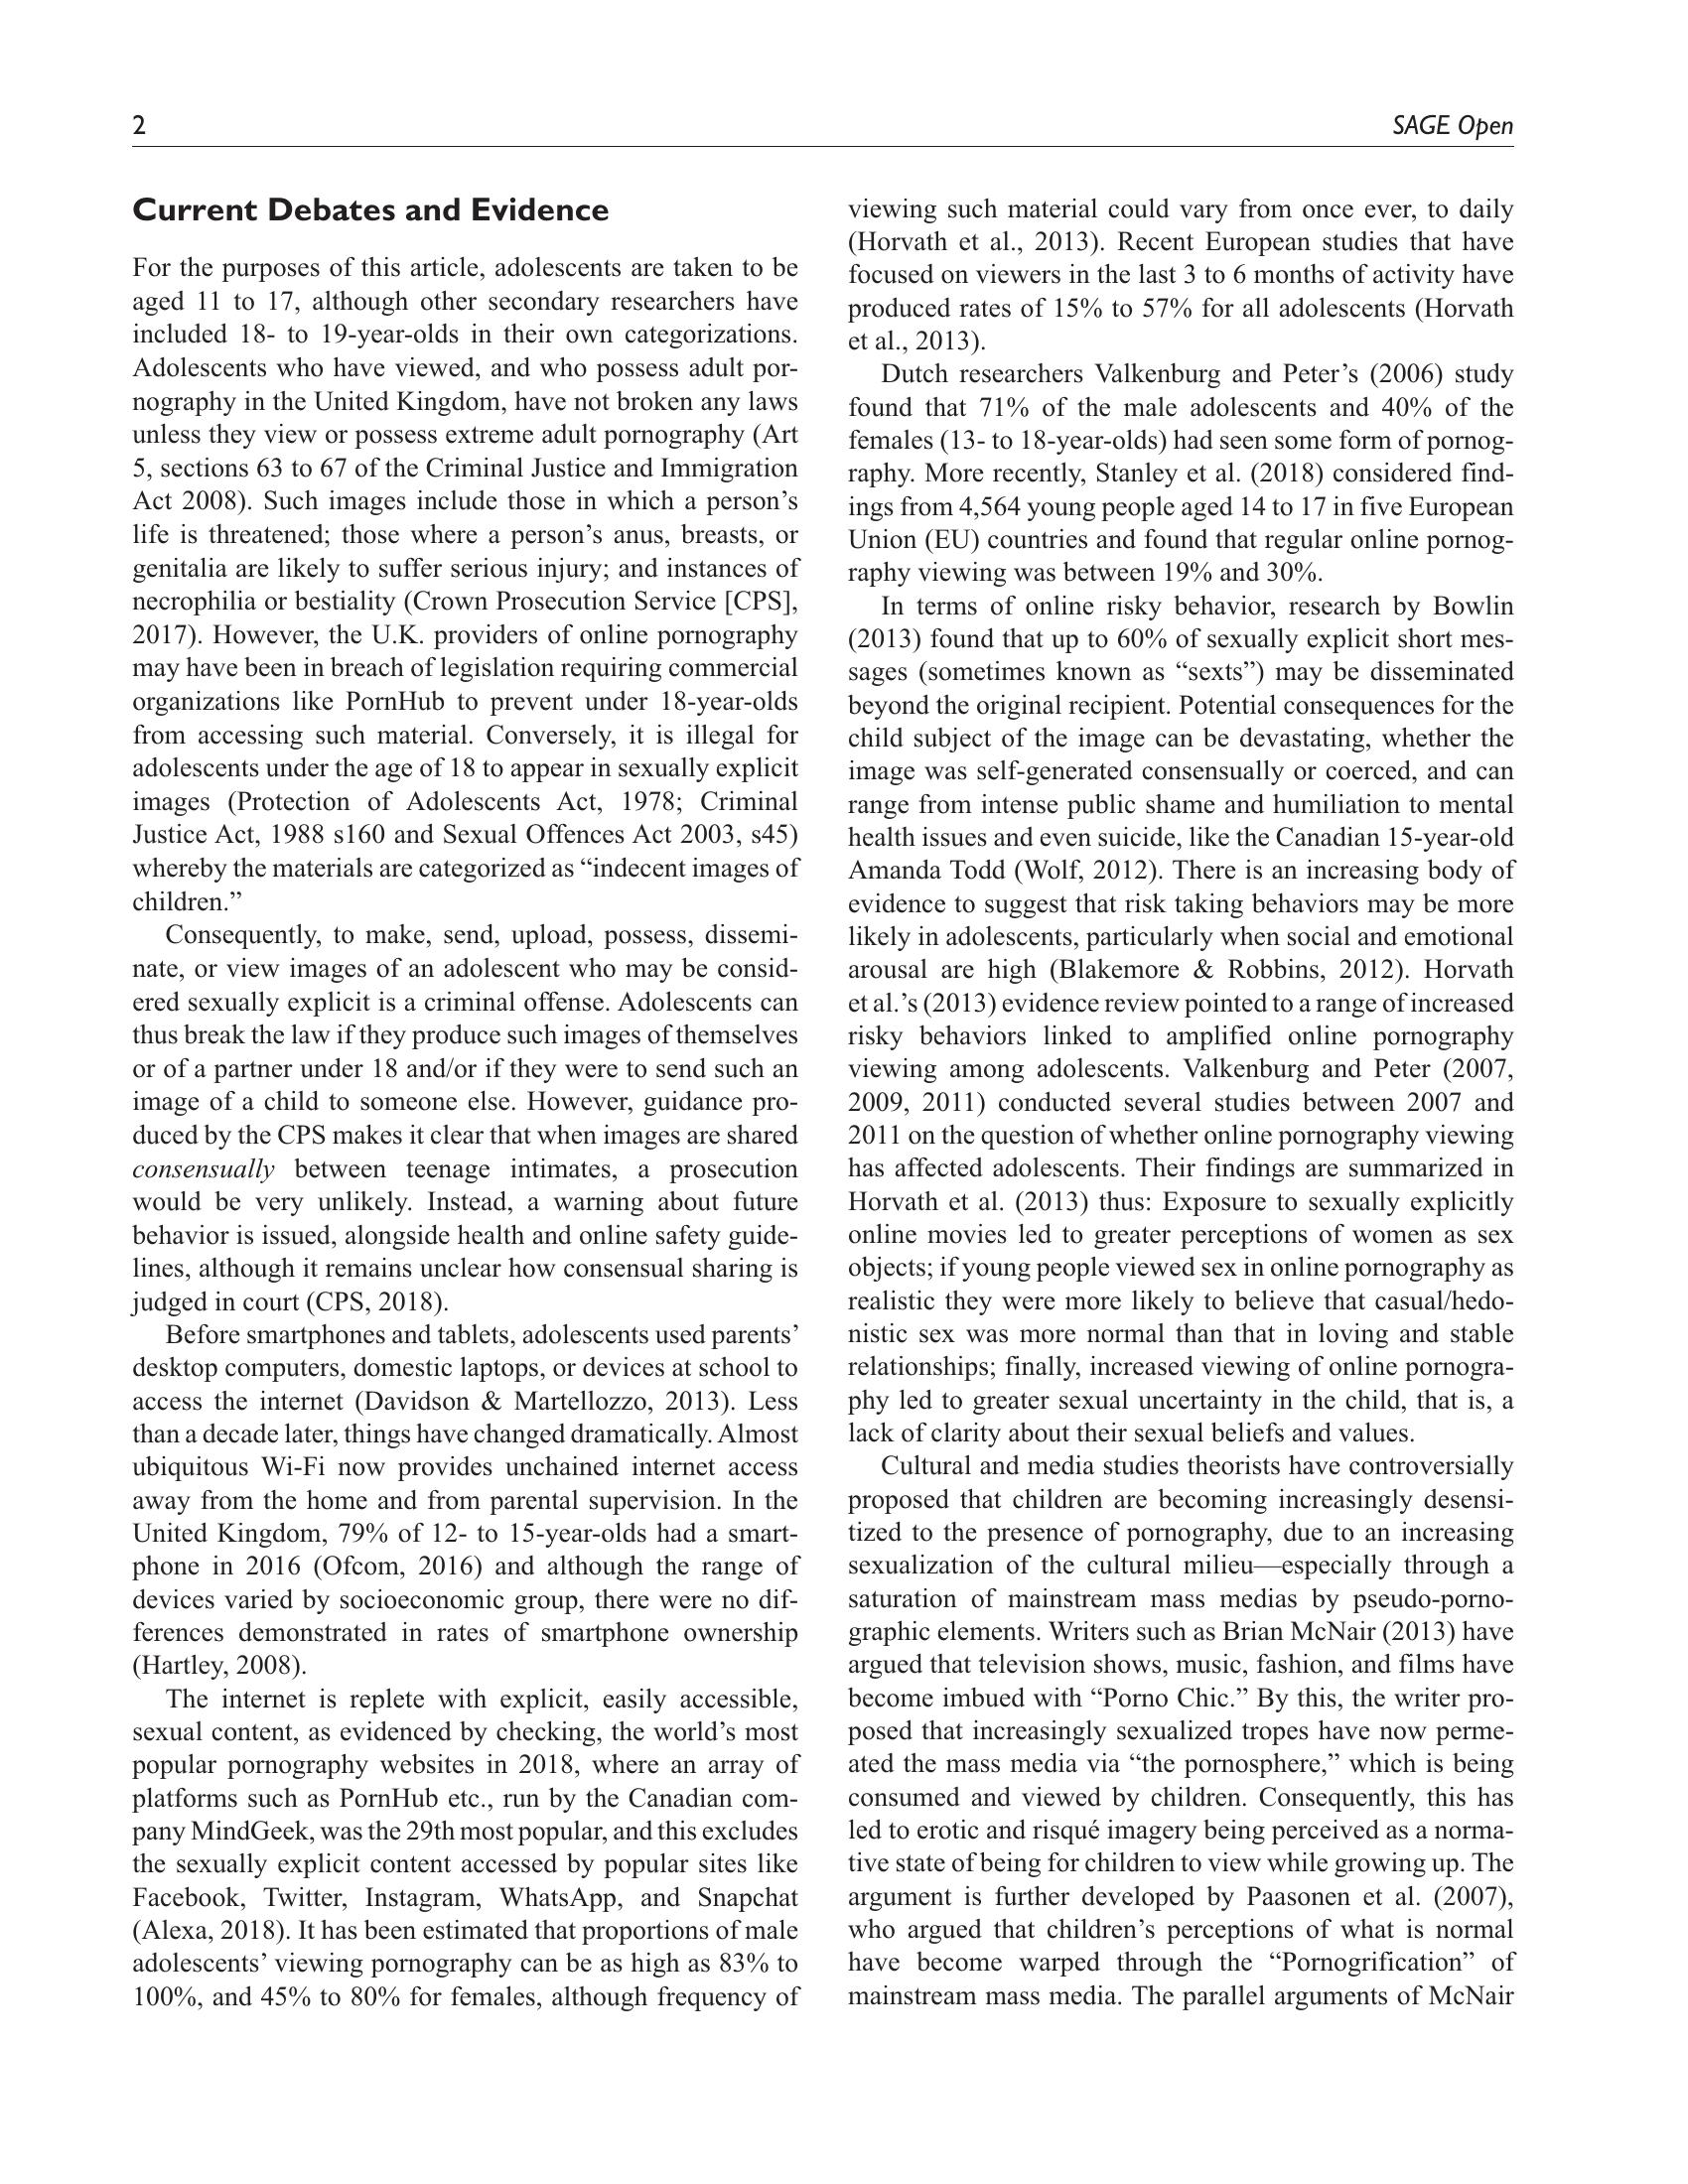 2
SAGE Open
Current Debates and Evidence
For the purposes of this article, adolescents are taken to be
aged 11 to 17, although other secondary researchers have
included 18- to 19-year-olds in their own categorizations.
Adolescents who have viewed, and who possess adult por-
nography in the United Kingdom, have not broken any laws
unless they view or possess extreme adult pornography (Art
5, sections 63 to 67 of the Criminal Justice and Immigration
Act 2008). Such images include those in which a person’s
life is threatened; those where a person’s anus, breasts, or
genitalia are likely to suffer serious injury; and instances of
necrophilia or bestiality (Crown Prosecution Service [CPS],
2017). However, the U.K. providers of online pornography
may have been in breach of legislation requiring commercial
organizations like PornHub to prevent under 18-year-olds
from accessing such material. Conversely, it is illegal for
adolescents under the age of 18 to appear in sexually explicit
images (Protection of Adolescents Act, 1978; Criminal
Justice Act, 1988 s160 and Sexual Offences Act 2003, s45)
whereby the materials are categorized as “indecent images of
children.”
Consequently, to make, send, upload, possess, dissemi-
nate, or view images of an adolescent who may be consid-
ered sexually explicit is a criminal offense. Adolescents can
thus break the law if they produce such images of themselves
or of a partner under 18 and/or if they were to send such an
image of a child to someone else. However, guidance pro-
duced by the CPS makes it clear that when images are shared
consensually between teenage intimates, a prosecution
would be very unlikely. Instead, a warning about future
behavior is issued, alongside health and online safety guide-
lines, although it remains unclear how consensual sharing is
judged in court (CPS, 2018).
Before smartphones and tablets, adolescents used parents’
desktop computers, domestic laptops, or devices at school to
access the internet (Davidson & Martellozzo, 2013). Less
than a decade later, things have changed dramatically. Almost
ubiquitous Wi-Fi now provides unchained internet access
away from the home and from parental supervision. In the
United Kingdom, 79% of 12- to 15-year-olds had a smart-
phone in 2016 (Ofcom, 2016) and although the range of
devices varied by socioeconomic group, there were no dif-
ferences demonstrated in rates of smartphone ownership
(Hartley, 2008).
The internet is replete with explicit, easily accessible,
sexual content, as evidenced by checking, the world’s most
popular pornography websites in 2018, where an array of
platforms such as PornHub etc., run by the Canadian com-
pany MindGeek, was the 29th most popular, and this excludes
the sexually explicit content accessed by popular sites like
Facebook, Twitter, Instagram, WhatsApp, and Snapchat
(Alexa, 2018). It has been estimated that proportions of male
adolescents’ viewing pornography can be as high as 83% to
100%, and 45% to 80% for females, although frequency of
viewing such material could vary from once ever, to daily
(Horvath et al., 2013). Recent European studies that have
focused on viewers in the last 3 to 6 months of activity have
produced rates of 15% to 57% for all adolescents (Horvath
et al., 2013).
Dutch researchers Valkenburg and Peter’s (2006) study
found that 71% of the male adolescents and 40% of the
females (13- to 18-year-olds) had seen some form of pornog-
raphy. More recently, Stanley et al. (2018) considered find-
ings from 4,564 young people aged 14 to 17 in five European
Union (EU) countries and found that regular online pornog-
raphy viewing was between 19% and 30%.
In terms of online risky behavior, research by Bowlin
(2013) found that up to 60% of sexually explicit short mes-
sages (sometimes known as “sexts”) may be disseminated
beyond the original recipient. Potential consequences for the
child subject of the image can be devastating, whether the
image was self-generated consensually or coerced, and can
range from intense public shame and humiliation to mental
health issues and even suicide, like the Canadian 15-year-old
Amanda Todd (Wolf, 2012). There is an increasing body of
evidence to suggest that risk taking behaviors may be more
likely in adolescents, particularly when social and emotional
arousal are high (Blakemore & Robbins, 2012). Horvath
et al.’s (2013) evidence review pointed to a range of increased
risky behaviors linked to amplified online pornography
viewing among adolescents. Valkenburg and Peter (2007,
2009, 2011) conducted several studies between 2007 and
2011 on the question of whether online pornography viewing
has affected adolescents. Their findings are summarized in
Horvath et al. (2013) thus: Exposure to sexually explicitly
online movies led to greater perceptions of women as sex
objects; if young people viewed sex in online pornography as
realistic they were more likely to believe that casual/hedo-
nistic sex was more normal than that in loving and stable
relationships; finally, increased viewing of online pornogra-
phy led to greater sexual uncertainty in the child, that is, a
lack of clarity about their sexual beliefs and values.
Cultural and media studies theorists have controversially
proposed that children are becoming increasingly desensi-
tized to the presence of pornography, due to an increasing
sexualization of the cultural milieu—especially through a
saturation of mainstream mass medias by pseudo-porno-
graphic elements. Writers such as Brian McNair (2013) have
argued that television shows, music, fashion, and films have
become imbued with “Porno Chic.” By this, the writer pro-
posed that increasingly sexualized tropes have now perme-
ated the mass media via “the pornosphere,” which is being
consumed and viewed by children. Consequently, this has
led to erotic and risqué imagery being perceived as a norma-
tive state of being for children to view while growing up. The
argument is further developed by Paasonen et al. (2007),
who argued that children’s perceptions of what is normal
have become warped through the “Pornogrification” of
mainstream mass media. The parallel arguments of McNair